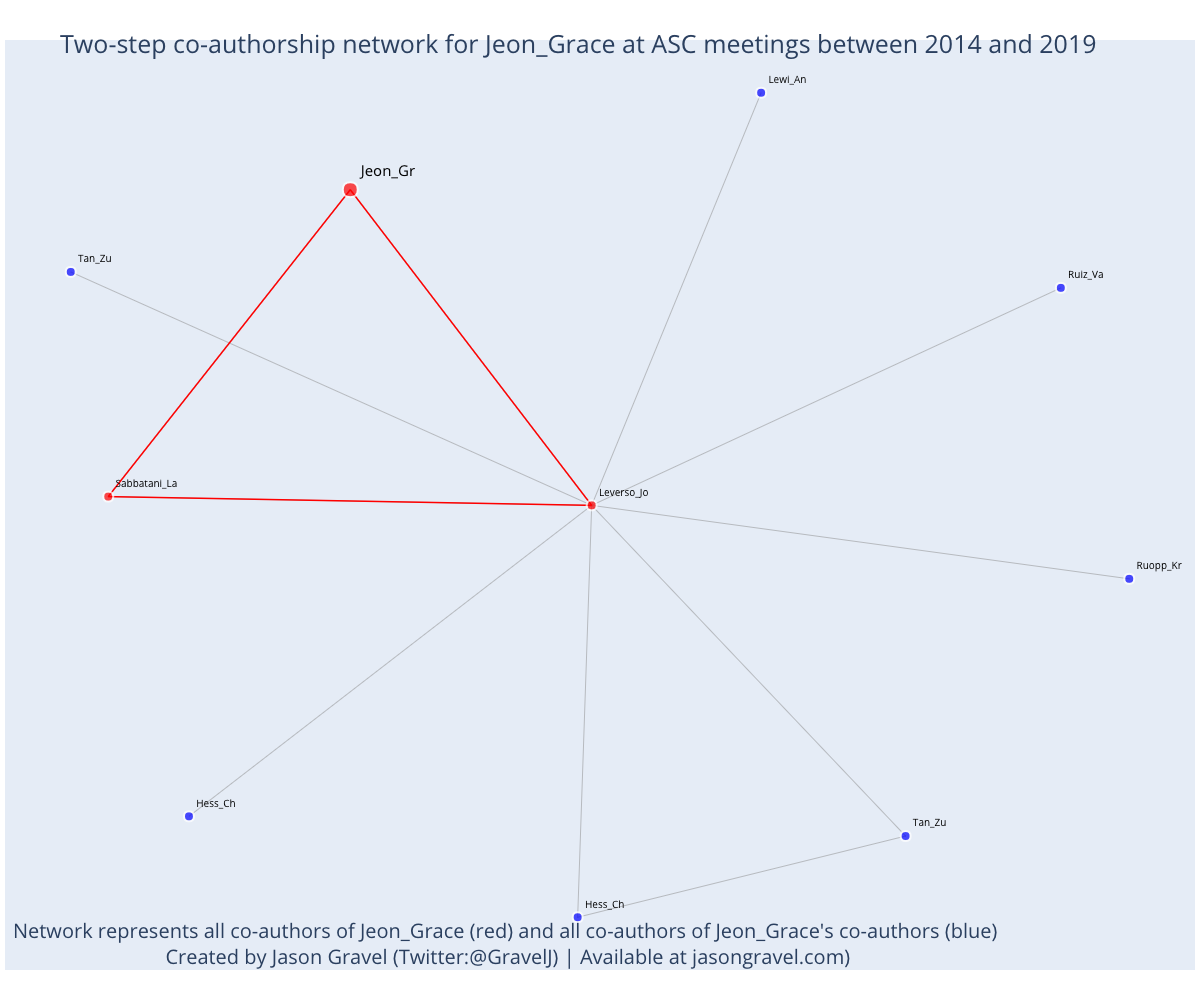 Two-step co-authorship network for Jeon_Grace at ASC meetings between 2014 and 2019
Lewi_An
Jeon_Gr
Tan_Zu
Ruiz_Va
Sabbatani_La
Leverso_Jo
Ruopp_Kr
Hess_Ch
Tan_Zu
Hess_Ch
Network represents all co-authors of Jeon_Grace (red) and all co-authors of Jeon_Grace's co-authors (blue)
Created by Jason Gravel (Twitter:@GravelJ) | Available at jasongravel.com)